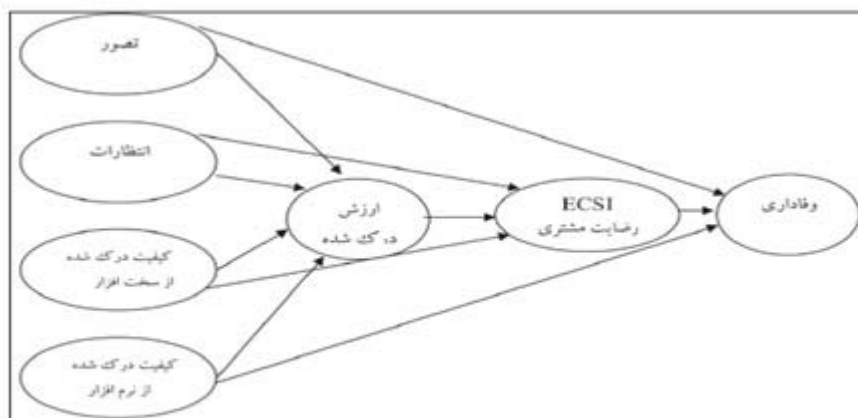 تصور
انتظارات
کیفیت درک شده
از سخت افزار
کیفیت درک شده
از نرم افزار
ارزش
درک شده
ECSI
رضایت مشتری
وفاداری